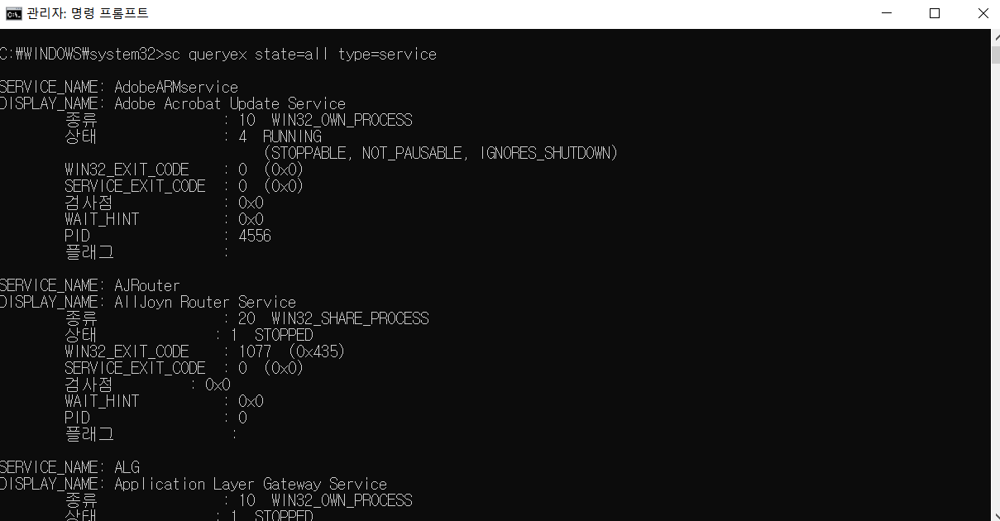 관리자: 명령 프롬프트
C:₩WINDOWS₩system32>sc queryex state=all type=service
SERVICE_NAME: AdobeARMservice
DISPLAY_NAME: Adobe Acrobat Update Service
종류 : 10 WIN32_OWN_PROCESS
상태 : 4 RUNNING
(STOPPABLE, NOT_PAUSABLE, IGNORES_SHUTDOWN)
WIN32_EXIT_CODE : 0 (0x0)
SERVICE_EXIT_CODE : 0 (0x0)
검사점 : 0x0
WAIT_HINT : 0x0
PID : 4556
플래그 :
SERVICE_NAME: AJRouter
DISPLAY_NAME: AllJoyn Router Service
종류 : 20 WIN32_SHARE_PROCESS
상태 : 1 STOPPED
WIN32_EXIT_CODE : 1077 (0x435)
SERVICE_EXIT_CODE : 0 (0x0)
검사점 : 0x0
WAIT_HINT : 0x0
PID : 0
플래그 :
SERVICE_NAME: ALG
DISPLAY_NAME: Application Layer Gateway Service
종류 : 10 WIN32_OWN_PROCESS
상태 : 1 STOPPED